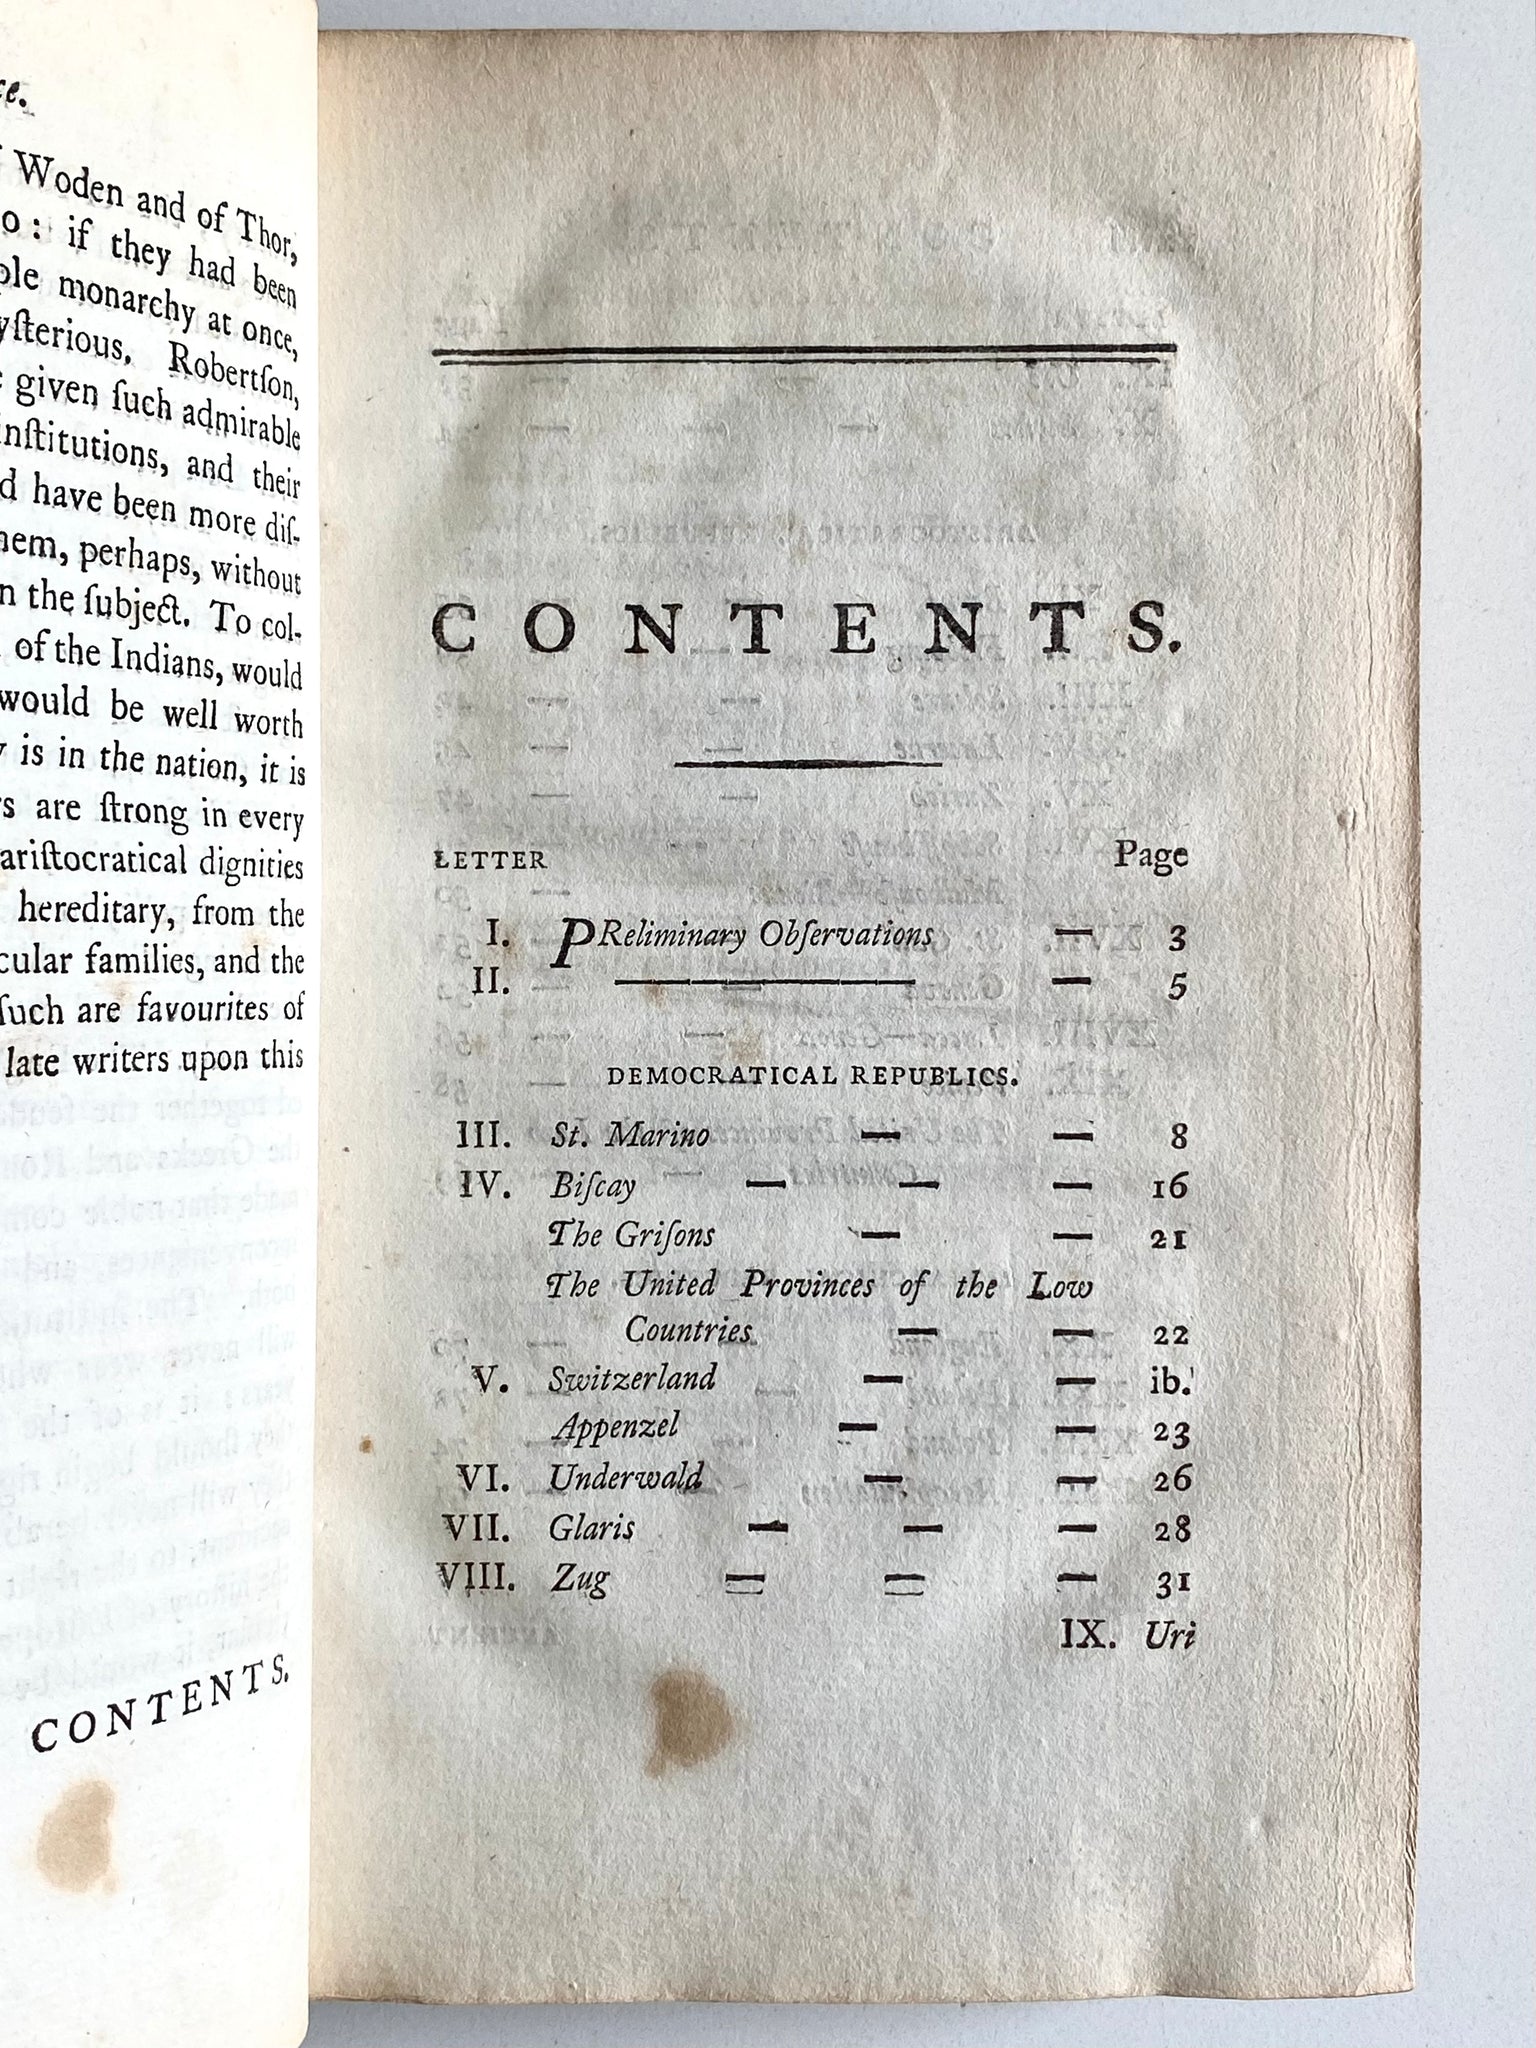 ce.
Woden and of Thor,
o: if they had been
ple monarchy at once,
yſterious. Robertſon,
given ſuch admirable
inſtitutions, and their
d have been more diſ-
hem, perhaps, without
n the ſubject. To col-
of the Indians, would
would be well worth
y is in the nation, it is
rs are ſtrong in every
ariſtocratical dignities
hereditary, from the
cular families, and the
ſuch are favourites of
late writers upon this
CONTENTS.
CONTENTS.
LETTER Page
I. PReliminary Obſervations — 3
II. ——————— — 5
DEMOCRATICAL REPUBLICS.
III. St. Marino — — 8
IV. Biſcay — — — 16
The Griſons — — 21
The United Provinces of the Low
Countries — — 22
V. Switzerland — — ib.
Appenzel — — 23
VI. Underwald — — 26
VII. Glaris — — — 28
VIII. Zug — — — 31
IX. Uri